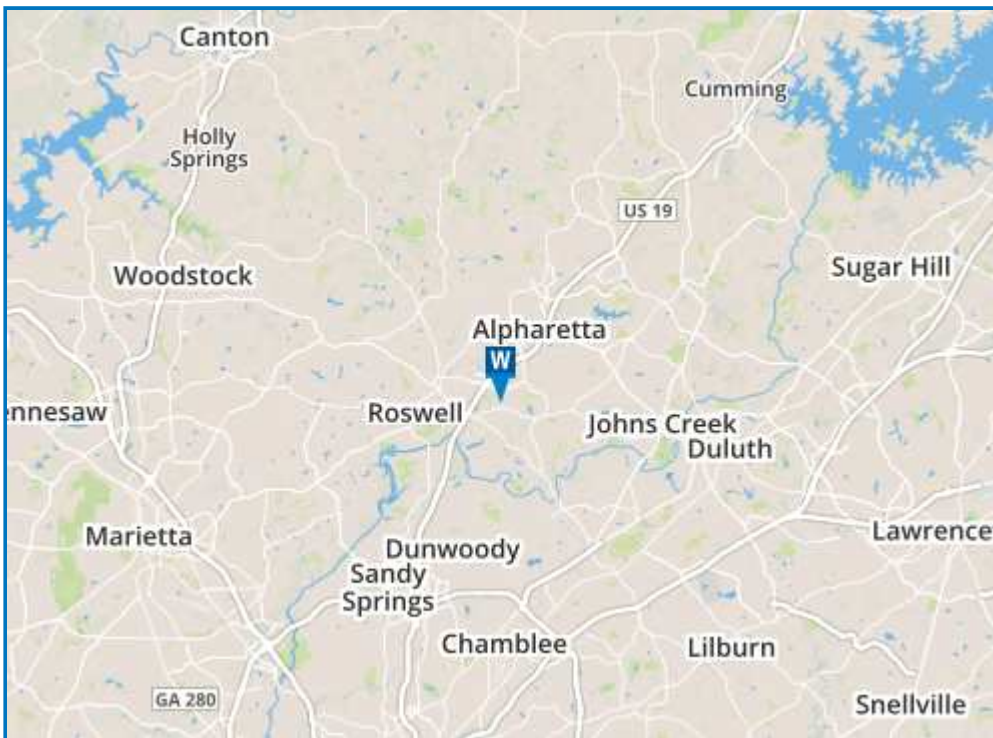 Canton
Cumming
Holly
Springs
US 19
Woodstock
Sugar Hill
Alpharetta
W
ennesaw
Roswell
Johns Creek
Duluth
Marietta
Lawrence
Dunwoody
Sandy
Springs
Chamblee
Lilburn
GA 280
Snellville